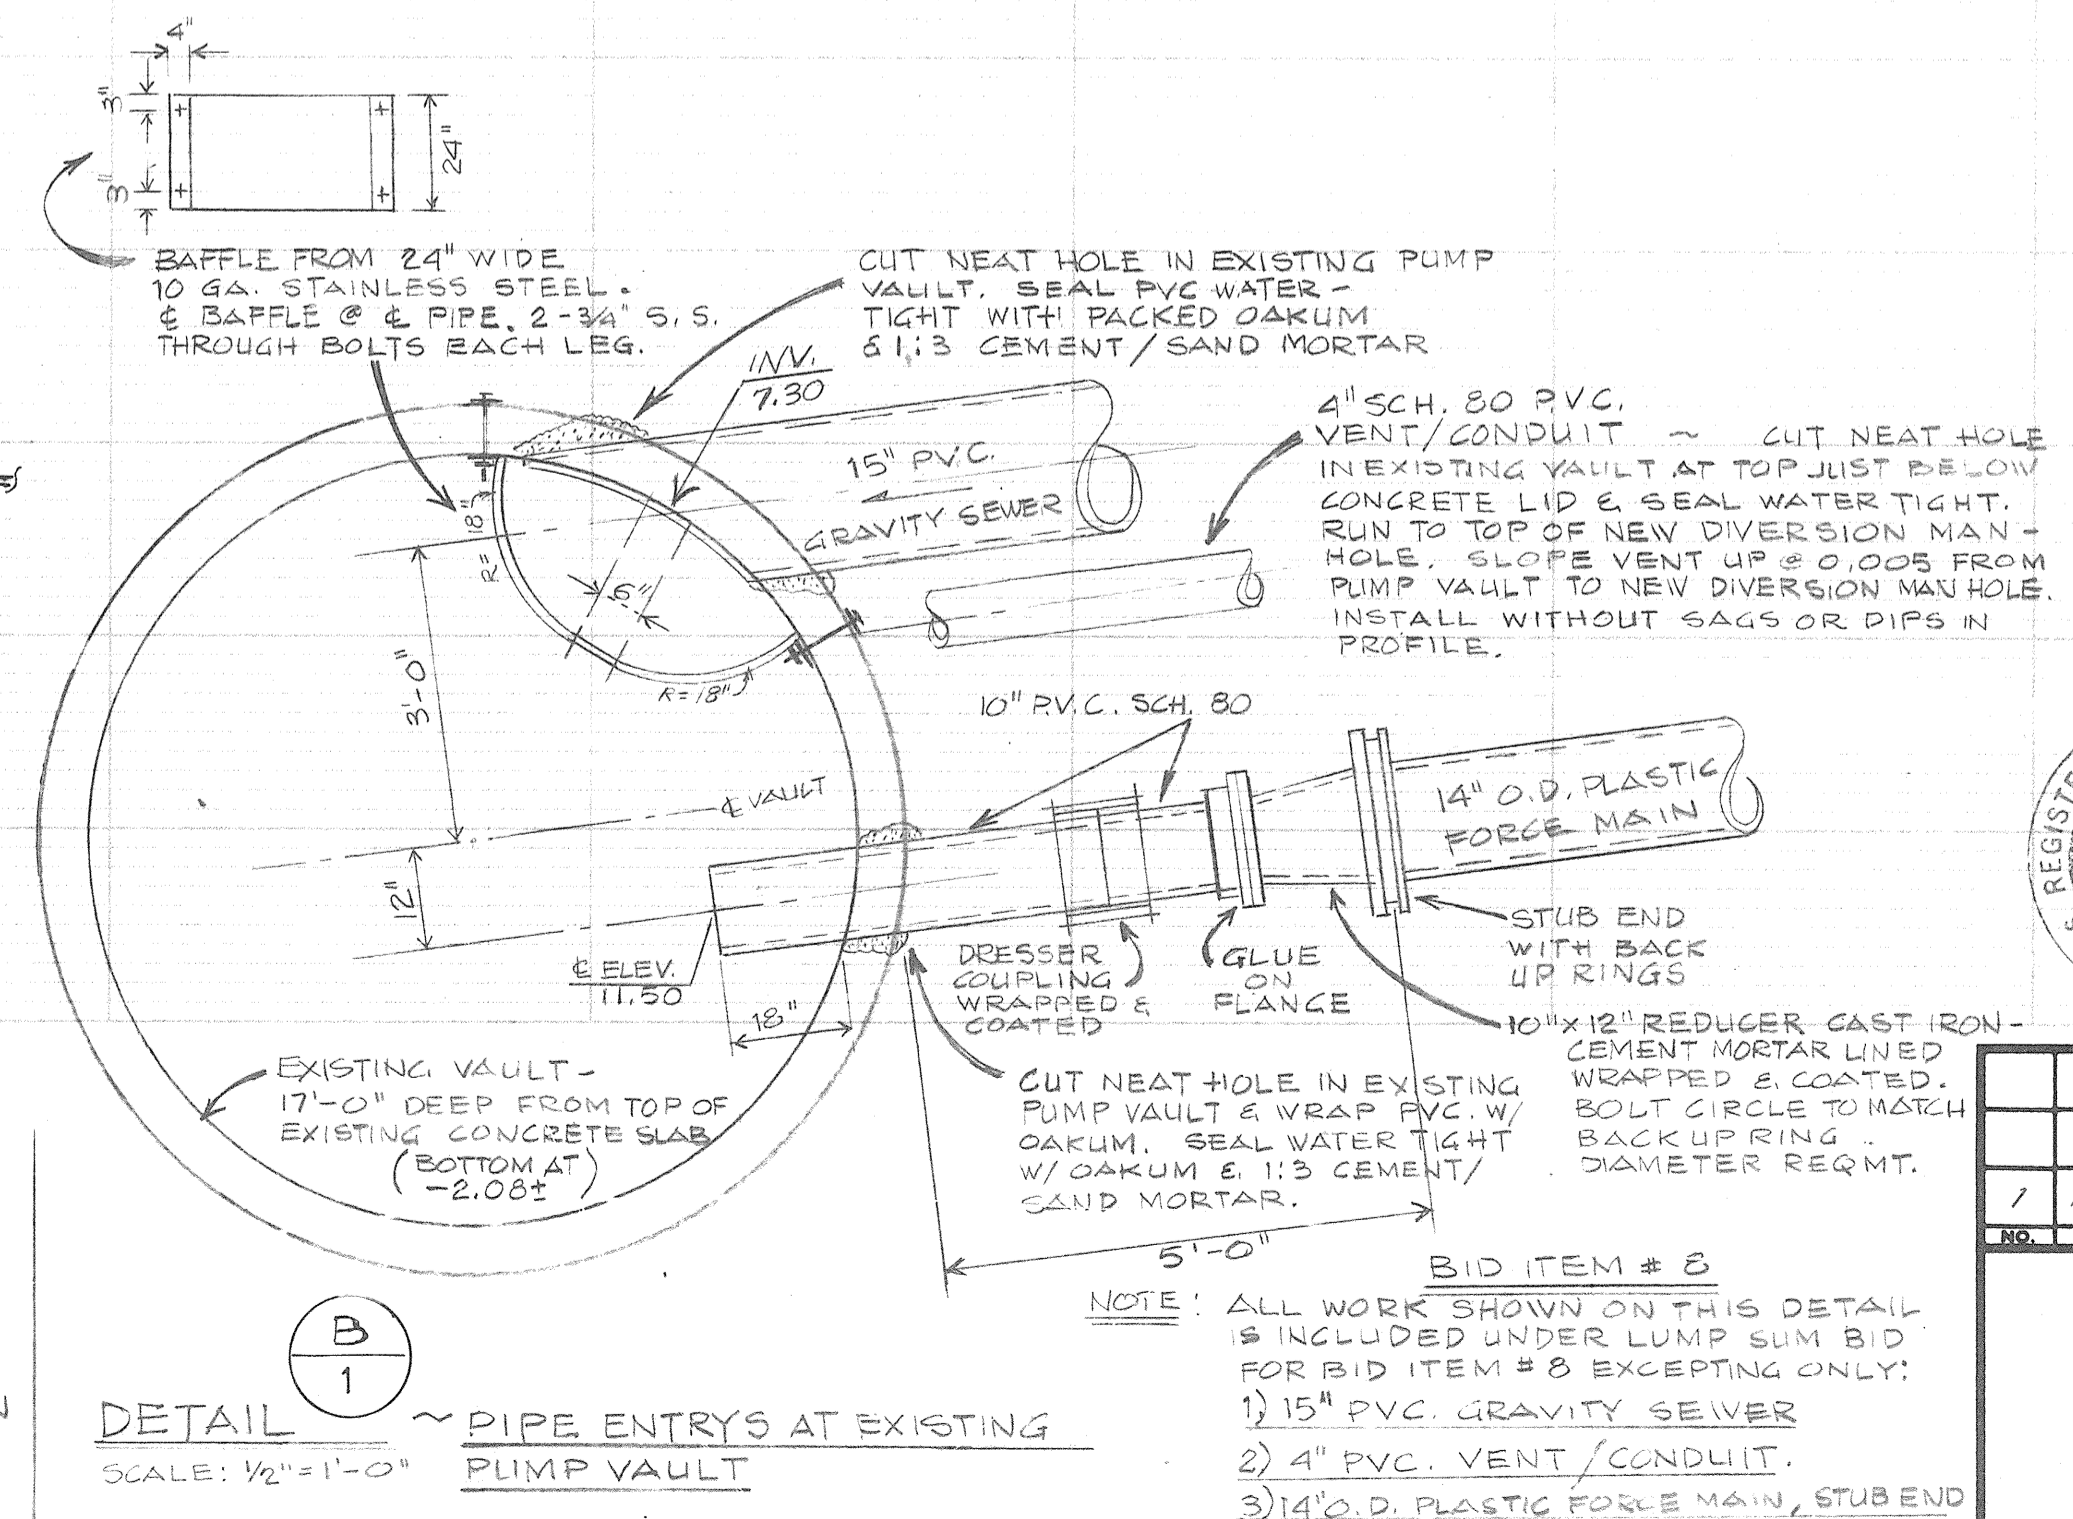 4"
3"
3"
24"
BAFFLE FROM 24" WIDE
10 GA. STAINLESS STEEL.
℄ BAFFLE @ ℄ PIPE. 2-3/4" S.S.
THROUGH BOLTS EACH LEG.
CUT NEAT HOLE IN EXISTING PUMP
VAULT. SEAL PVC WATER-
TIGHT WITH PACKED OAKUM
& 1:3 CEMENT/SAND MORTAR
INV.
7.30
15" P.V.C.
GRAVITY SEWER
4" SCH. 80 P.V.C.
VENT/CONDUIT ~ CUT NEAT HOLE
IN EXISTING VAULT AT TOP JUST BELOW
CONCRETE LID & SEAL WATER TIGHT.
RUN TO TOP OF NEW DIVERSION MAN-
HOLE. SLOPE VENT UP @ 0.005 FROM
PUMP VAULT TO NEW DIVERSION MAN HOLE.
INSTALL WITHOUT SAGS OR DIPS IN
PROFILE.
R= 18"
6"
R=18"
3'-0"
10" P.V.C. SCH. 80
℄ VAULT
14" O.D. PLASTIC
FORCE MAIN
12"
℄ ELEV.
11.50
18"
DRESSER
COUPLING
WRAPPED &
COATED
GLUE
ON
FLANGE
STUB END
WITH BACK
UP RINGS
10"x12" REDUCER CAST IRON-
CEMENT MORTAR LINED
WRAPPED & COATED.
BOLT CIRCLE TO MATCH
BACK UP RING
DIAMETER REQMT.
EXISTING VAULT-
17'-0" DEEP FROM TOP OF
EXISTING CONCRETE SLAB
(BOTTOM AT
-2.08±)
CUT NEAT HOLE IN EXISTING
PUMP VAULT & WRAP PVC. W/
OAKUM. SEAL WATER TIGHT
W/ OAKUM & 1:3 CEMENT/
SAND MORTAR.
5'-0"
REGISTE
1
NO.
BID ITEM # 8
NOTE: ALL WORK SHOWN ON THIS DETAIL
IS INCLUDED UNDER LUMP SUM BID
FOR BID ITEM # 8 EXCEPTING ONLY:
1) 15" PVC. GRAVITY SEWER
2) 4" PVC. VENT/CONDUIT.
3) 14" O.D. PLASTIC FORCE MAIN, STUB END
B
1
DETAIL ~ PIPE ENTRYS AT EXISTING
PUMP VAULT
SCALE: 1/2"=1'-0"